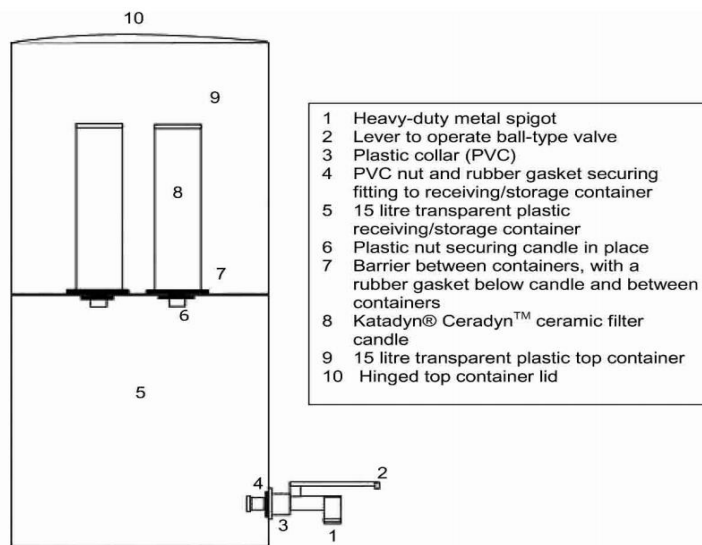 10
9
8
7
6
5
4
3
2
1
1 Heavy-duty metal spigot
2 Lever to operate ball-type valve
3 Plastic collar (PVC)
4 PVC nut and rubber gasket securing
fitting to receiving/storage container
5 15 litre transparent plastic
receiving/storage container
6 Plastic nut securing candle in place
7 Barrier between containers, with a
rubber gasket below candle and between
containers
8 Katadyn® Ceradyn™ ceramic filter
candle
9 15 litre transparent plastic top container
10 Hinged top container lid